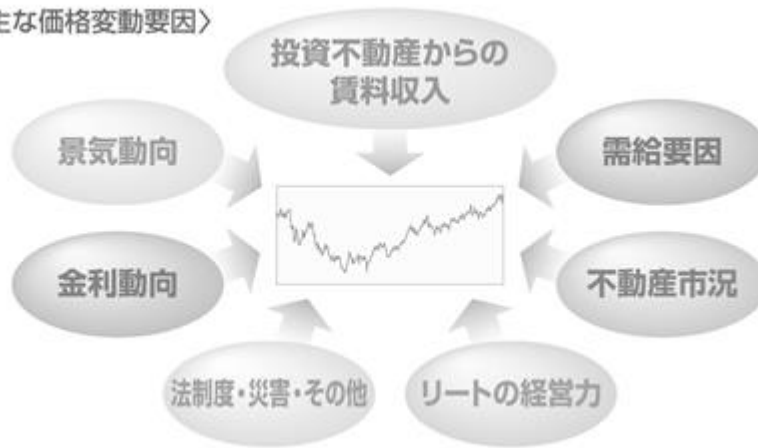 主な価格変動要因〉
投資不動産からの
賃料収入
景気動向
需給要因
金利動向
不動産市況
法制度・災害・その他
リートの経営力